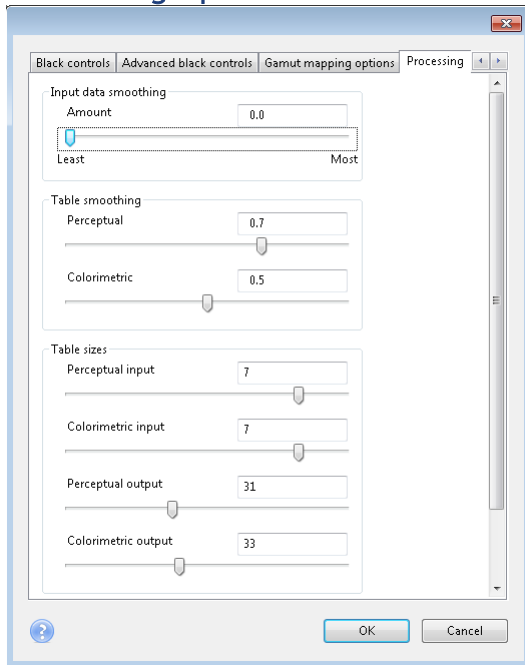 Black controls Advanced black controls Gamut mapping options Processing
Input data smoothing
Amount 0.0
Least Most
Table smoothing
Perceptual 0.7
Colorimetric 0.5
Table sizes
Perceptual input 7
Colorimetric input 7
Perceptual output 31
Colorimetric output 33
? OK Cancel